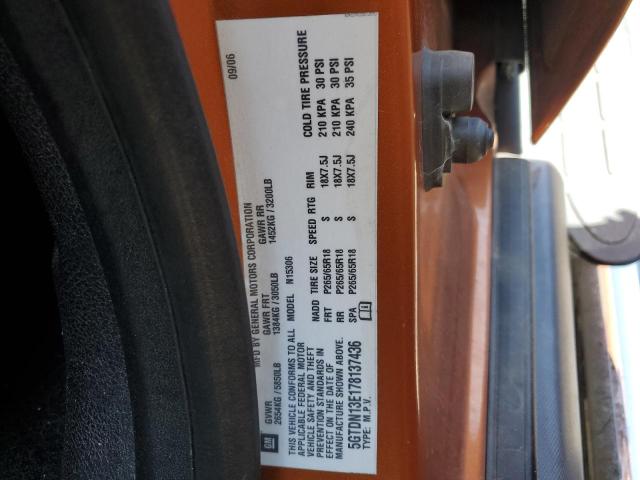 MFD BY GENERAL MOTORS CORPORATION 09/06
GVWR GAWR FRT GAWR RR
2654KG / 5850LB 1384KG / 3050LB 1452KG / 3200LB
GM
THIS VEHICLE CONFORMS TO ALL
APPLICABLE FEDERAL MOTOR
VEHICLE SAFETY AND THEFT
PREVENTION STANDARDS IN
EFFECT ON THE DATE OF
MANUFACTURE SHOWN ABOVE.
5GTDN13E178137436
TYPE: M.P.V.
MODEL N15306
NADD TIRE SIZE SPEED RTG RIM COLD TIRE PRESSURE
FRT P265/65R18 S 18X7.5J 210 KPA 30 PSI
RR P265/65R18 S 18X7.5J 210 KPA 30 PSI
SPA P265/65R18 S 18X7.5J 240 KPA 35 PSI